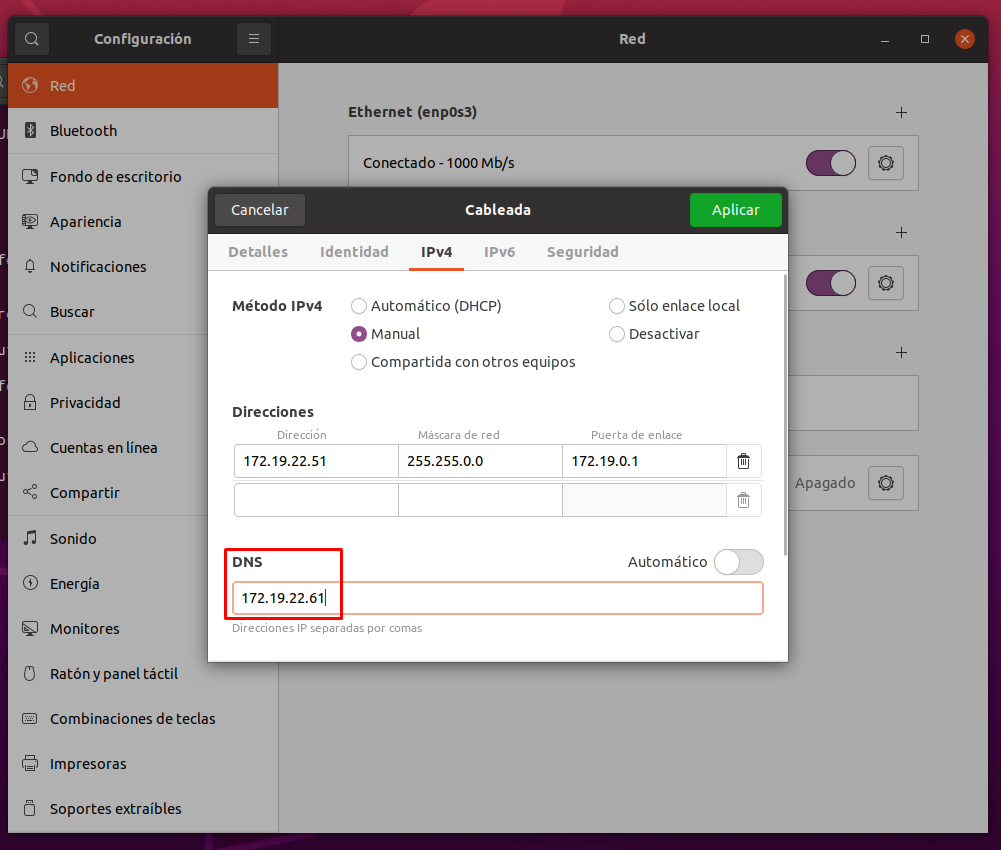 Configuración
Red
Red
Bluetooth
Fondo de escritorio
Apariencia
Notificaciones
Buscar
Aplicaciones
Privacidad
Cuentas en línea
Compartir
Sonido
Energía
Monitores
Ratón y panel táctil
Combinaciones de teclas
Impresoras
Soportes extraíbles
Ethernet (enp0s3)
Conectado - 1000 Mb/s
Apagado
Cancelar
Cableada
Aplicar
Detalles Identidad IPv4 IPv6 Seguridad
Método IPv4
Automático (DHCP)
Sólo enlace local
Manual
Desactivar
Compartida con otros equipos
Direcciones
Dirección Máscara de red Puerta de enlace
172.19.22.51 255.255.0.0 172.19.0.1
DNS
Automático
172.19.22.61
Direcciones IP separadas por comas